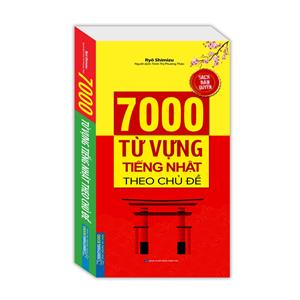 Ryō Shimizu
Người dịch: Trịnh Thị Phương Thảo
SÁCH BẢN QUYỀN
7000
TỪ VỰNG
TIẾNG NHẬT
THEO CHỦ ĐỀ
7000 TỪ VỰNG TIẾNG NHẬT THEO CHỦ ĐỀ